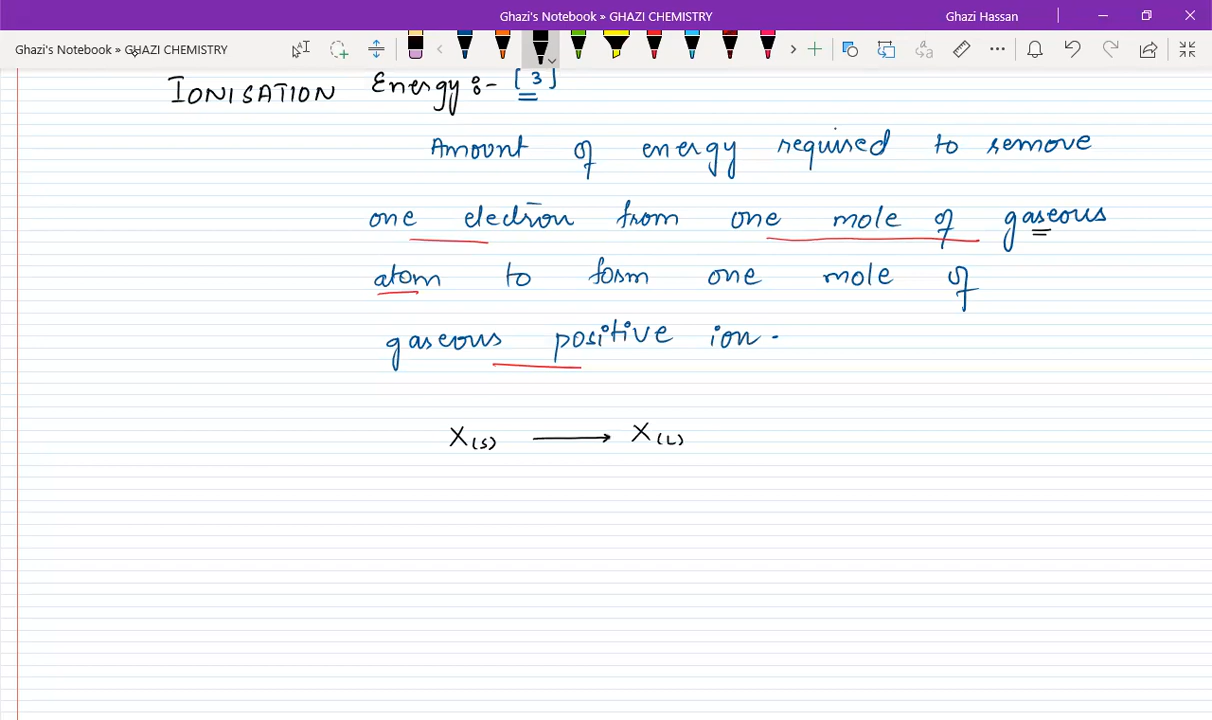 Ghazi's Notebook » GHAZI CHEMISTRY
Ghazi Hassan
Ghazi's Notebook » GHAZI CHEMISTRY
IONISATION Energy :- [3]
Amount of energy required to remove
one electron from one mole of gaseous
atom to form one mole of
gaseous positive ion.
X(s) ⟶ X(L)